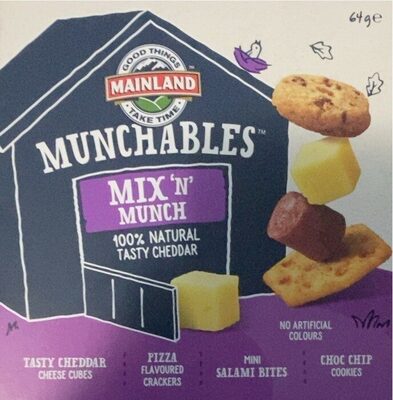 64g℮
GOOD THINGS
MAINLAND
TAKE TIME
MUNCHABLES™
MIX 'N'
MUNCH
100% NATURAL
TASTY CHEDDAR
NO ARTIFICIAL
COLOURS
TASTY CHEDDAR
CHEESE CUBES
PIZZA
FLAVOURED
CRACKERS
MINI
SALAMI BITES
CHOC CHIP
COOKIES